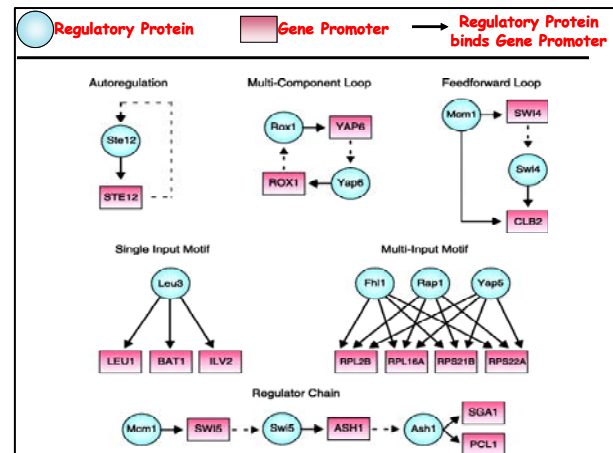 Regulatory Protein
Gene Promoter
Regulatory Protein
binds Gene Promoter
Autoregulation
Multi-Component Loop
Feedforward Loop
Ste12
STE12
Rox1
YAP6
ROX1
Yap6
Mcm1
SWI4
Swi4
CLB2
Single Input Motif
Multi-Input Motif
Leu3
LEU1
BAT1
ILV2
Fhl1
Rap1
Yap5
RPL2B
RPL16A
RPS21B
RPS22A
Regulator Chain
Mcm1
SWI5
Swi5
ASH1
Ash1
SGA1
PCL1